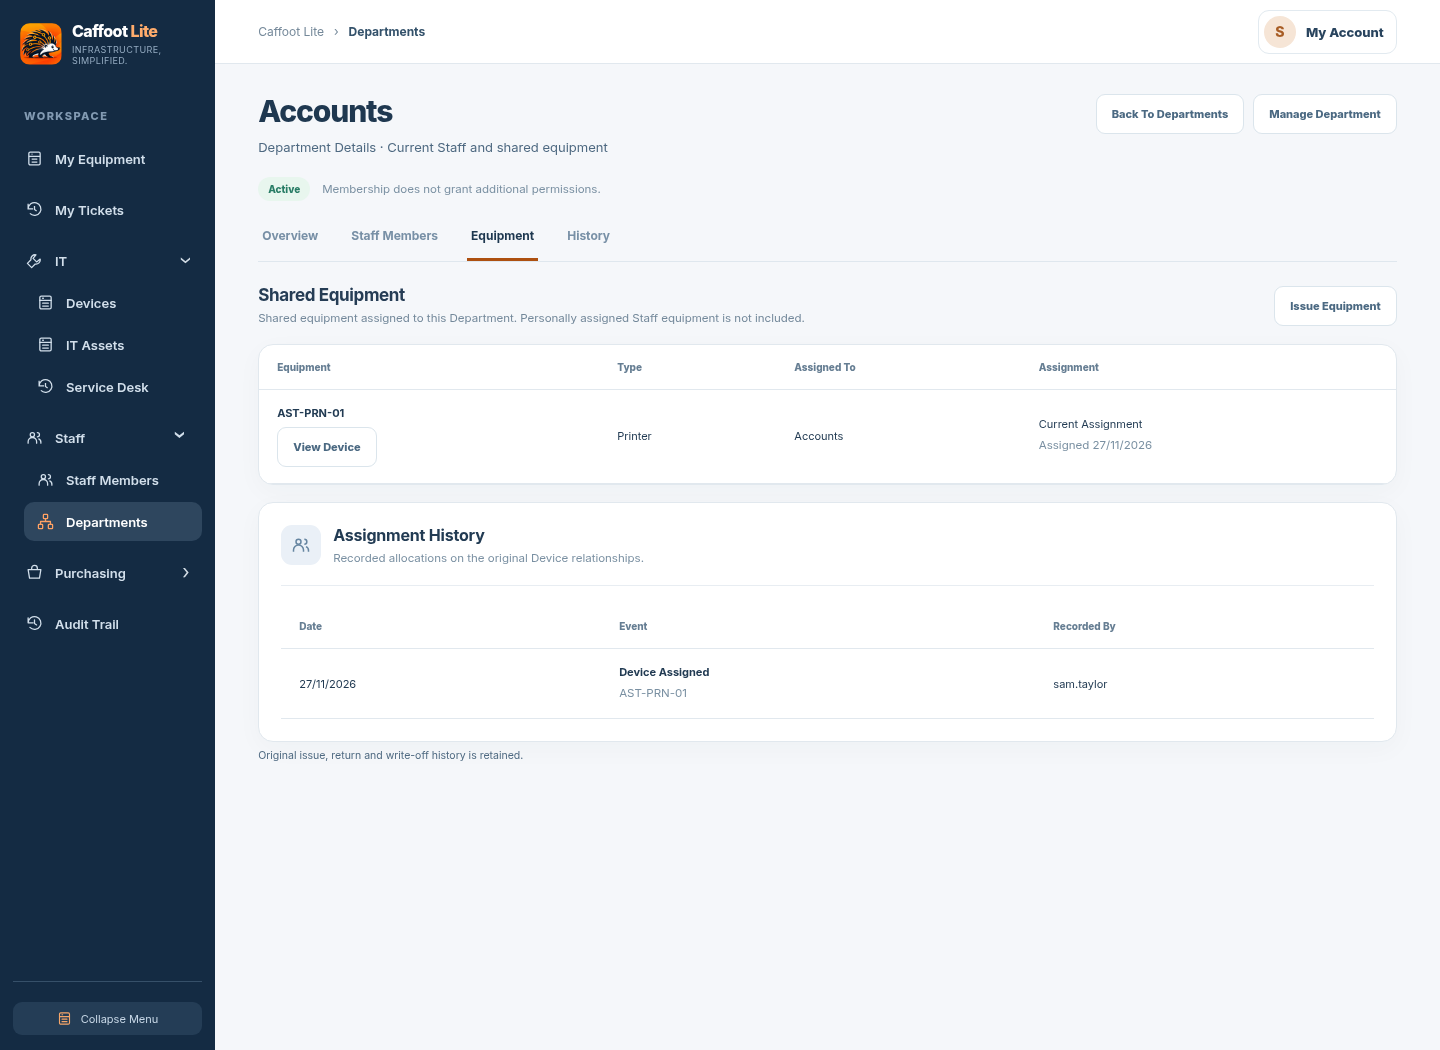 Caffoot Lite
INFRASTRUCTURE,
SIMPLIFIED.
WORKSPACE
My Equipment
My Tickets
IT
Devices
IT Assets
Service Desk
Staff
Staff Members
Departments
Purchasing
Audit Trail
Collapse Menu
Caffoot Lite › Departments
S My Account
Accounts
Back To Departments
Manage Department
Department Details · Current Staff and shared equipment
Active Membership does not grant additional permissions.
Overview Staff Members Equipment History
Shared Equipment
Shared equipment assigned to this Department. Personally assigned Staff equipment is not included.
Issue Equipment
Equipment Type Assigned To Assignment
AST-PRN-01
View Device
Printer
Accounts
Current Assignment
Assigned 27/11/2026
Assignment History
Recorded allocations on the original Device relationships.
Date Event Recorded By
27/11/2026
Device Assigned
AST-PRN-01
sam.taylor
Original issue, return and write-off history is retained.